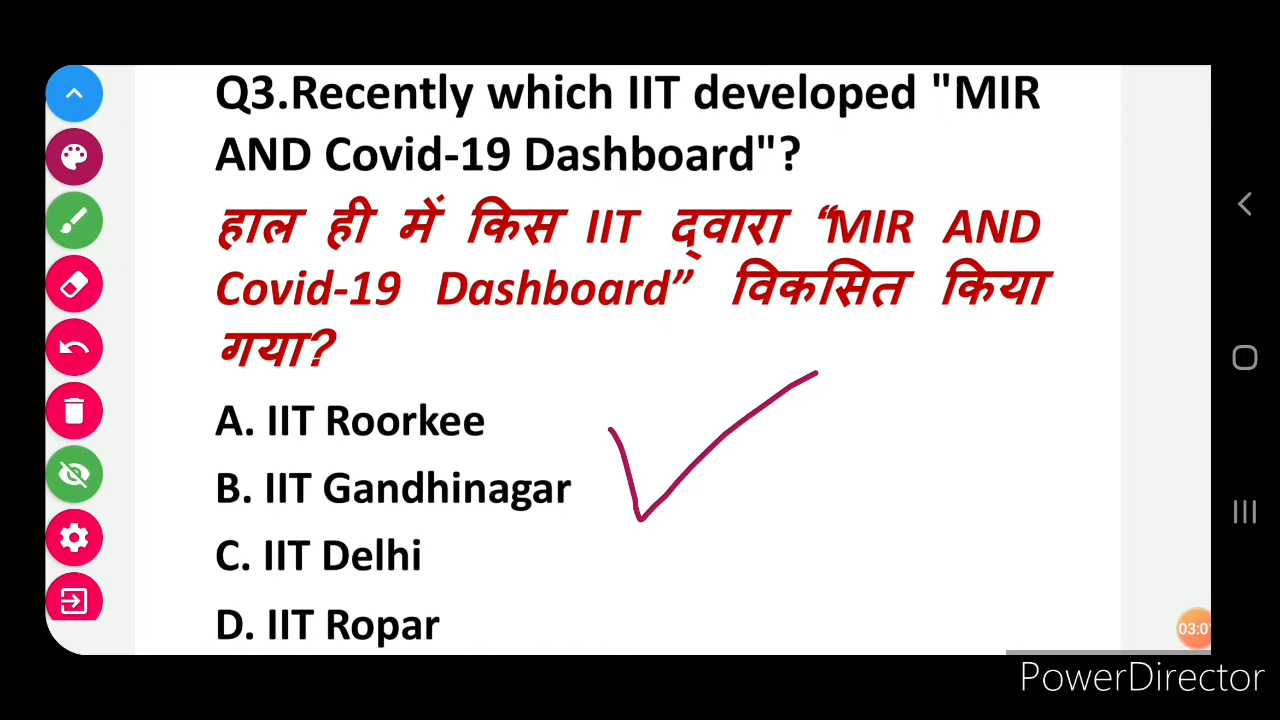 Q3.Recently which IIT developed "MIR
AND Covid-19 Dashboard"?
हाल ही में किस IIT द्वारा “MIR AND
Covid-19 Dashboard” विकसित किया
गया?
A. IIT Roorkee
B. IIT Gandhinagar
C. IIT Delhi
D. IIT Ropar
PowerDirector